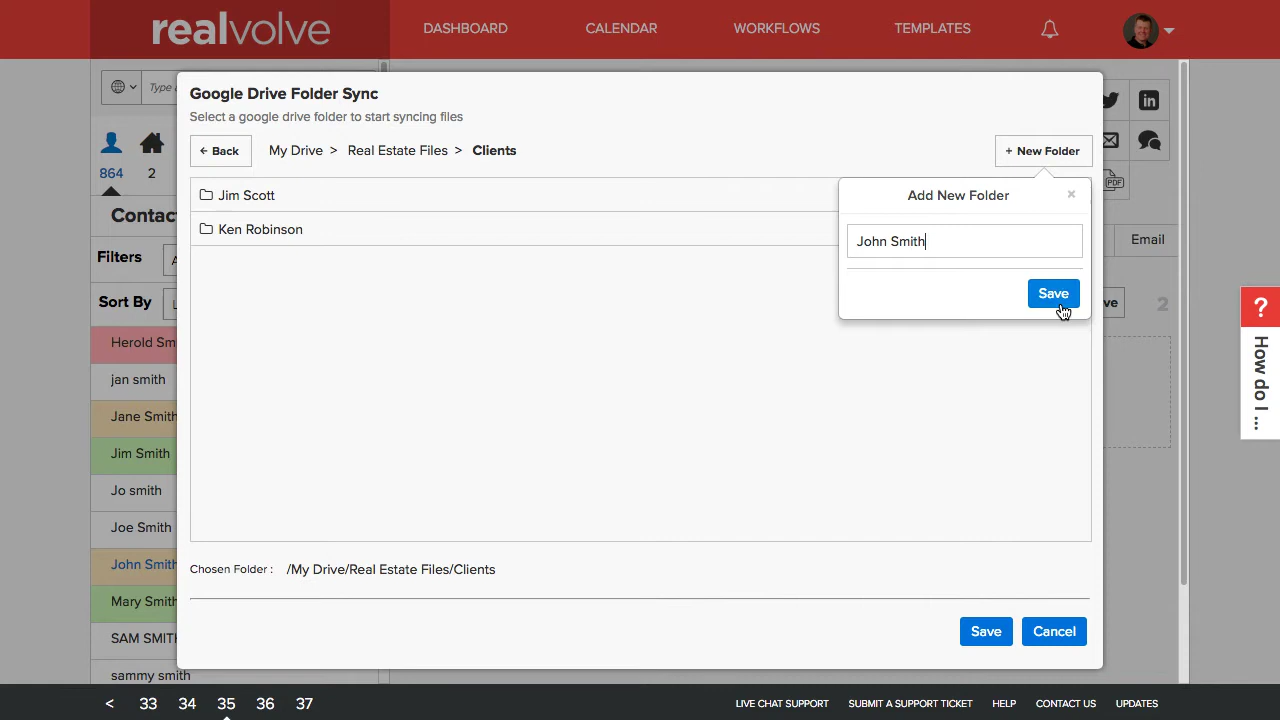 realvolve
DASHBOARD
CALENDAR
WORKFLOWS
TEMPLATES
Google Drive Folder Sync
Select a google drive folder to start syncing files
← Back
My Drive > Real Estate Files > Clients
+ New Folder
Jim Scott
Ken Robinson
Add New Folder
×
John Smith
Save
Chosen Folder : /My Drive/Real Estate Files/Clients
Save
Cancel
Type
864
2
Filters
Sort By
Herold
jan smith
Jane Smith
Jim Smith
Jo smith
Joe Smith
John Smith
Mary Smith
SAM
sammy smith
PDF
Email
2
?
How do I ...
< 33 34 35 36 37
LIVE CHAT SUPPORT
SUBMIT A SUPPORT TICKET
HELP
CONTACT US
UPDATES